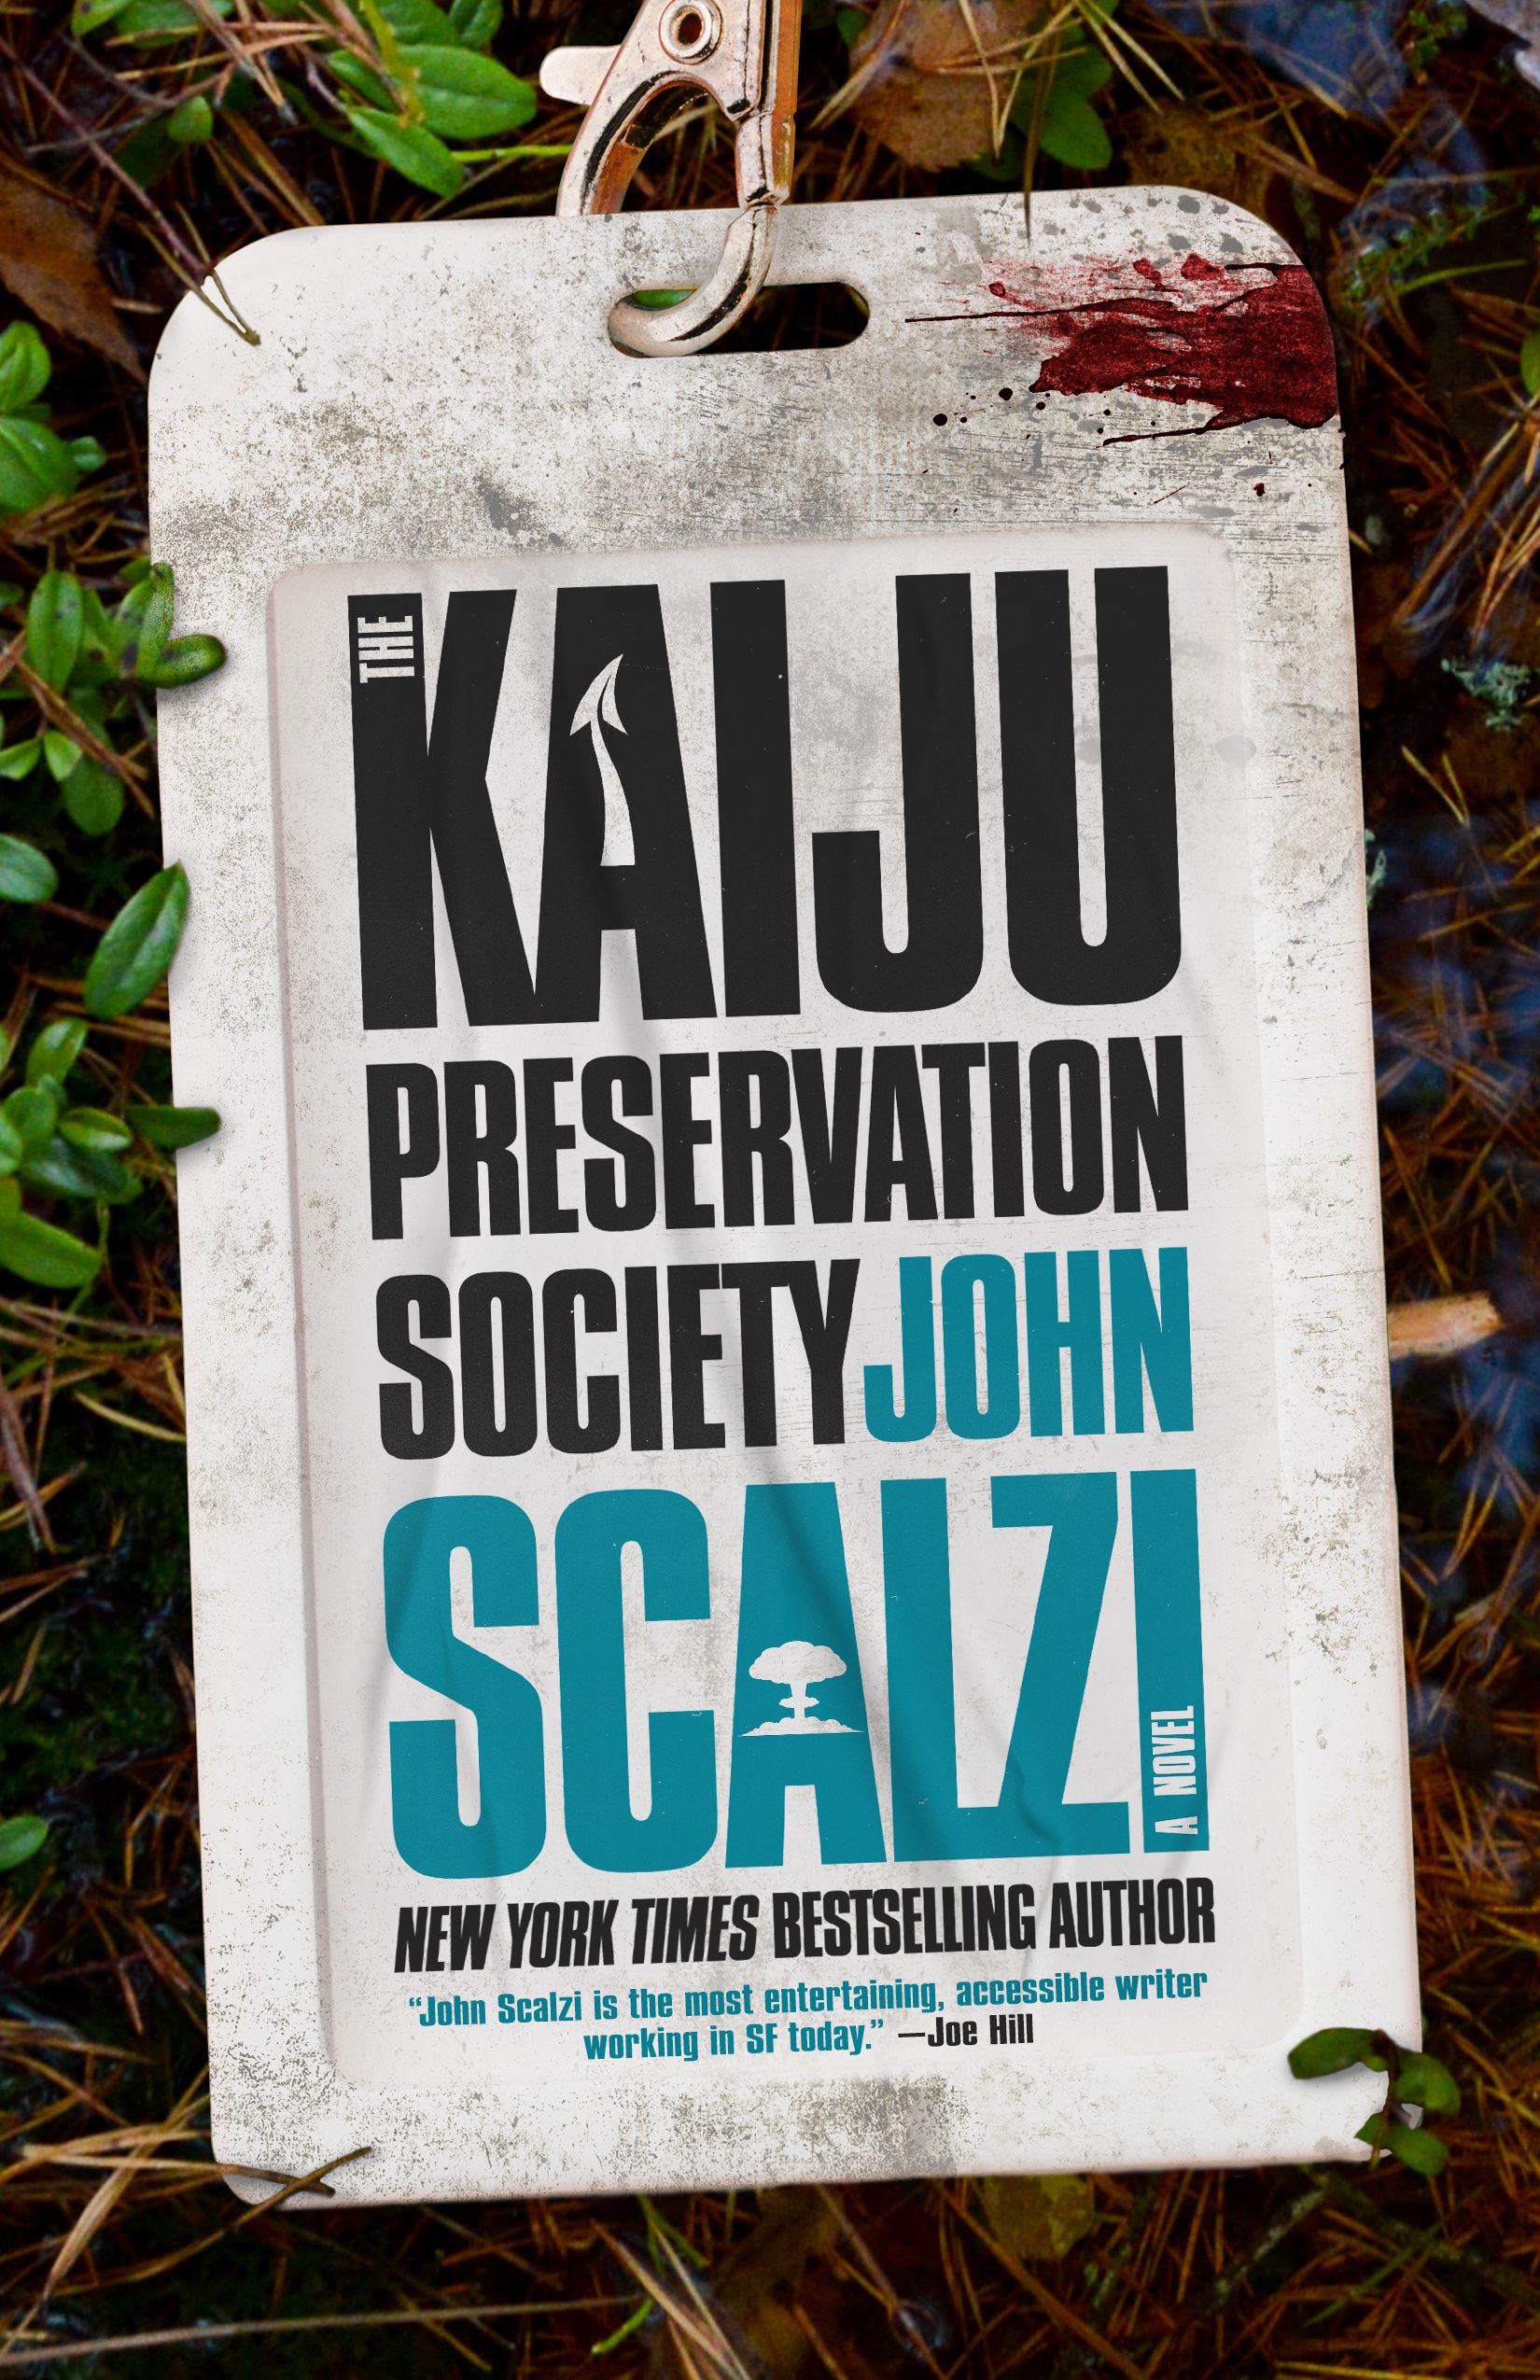 THE
KAIJU
PRESERVATION
SOCIETY JOHN
SCALZI
A NOVEL
NEW YORK TIMES BESTSELLING AUTHOR
“John Scalzi is the most entertaining, accessible writer
working in SF today.” —Joe Hill